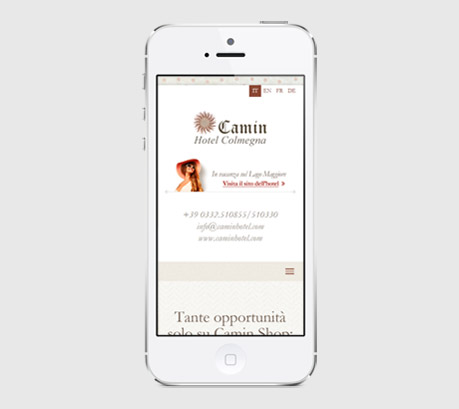 IT EN FR DE
Camin
Hotel Colmegna
In vacanza sul Lago Maggiore
Visita il sito dell'hotel
+39 0332.510855/510330
info@caminhotel.com
www.caminhotel.com
Tante opportunità
solo su Camin Shop: